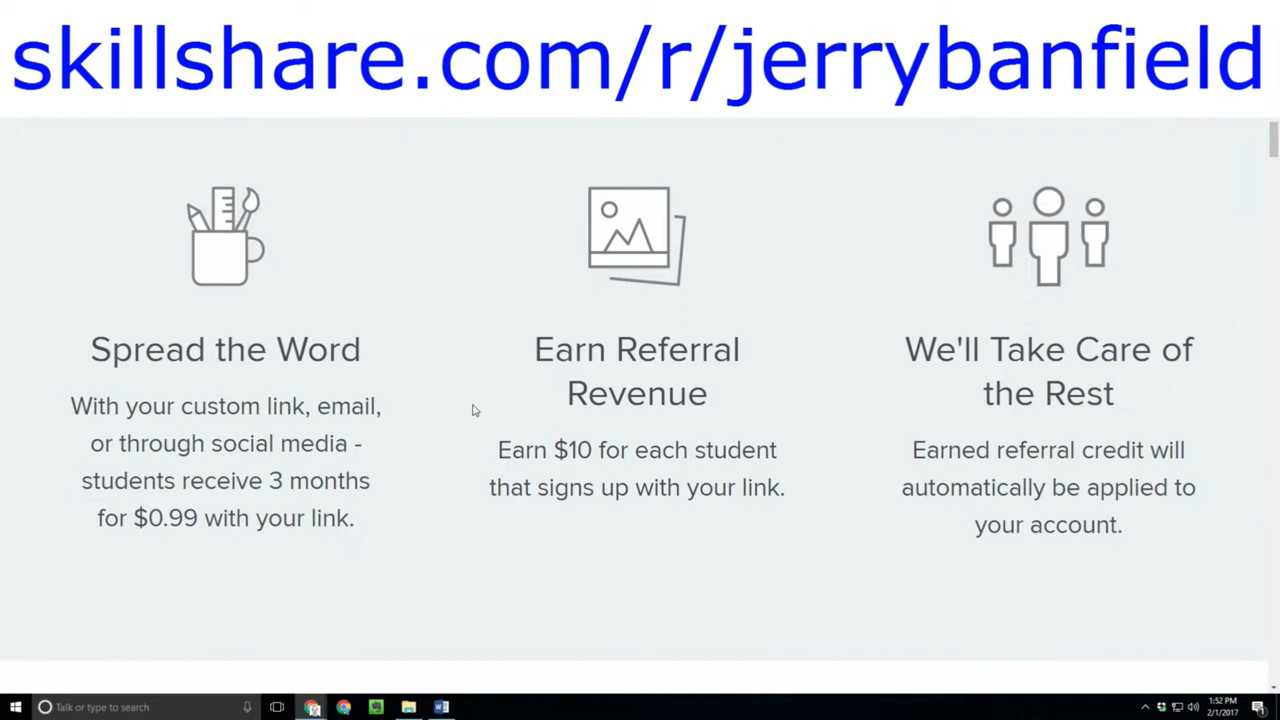 skillshare.com/r/jerrybanfield
Spread the Word
With your custom link, email,
or through social media -
students receive 3 months
for $0.99 with your link.
Earn Referral
Revenue
Earn $10 for each student
that signs up with your link.
We'll Take Care of
the Rest
Earned referral credit will
automatically be applied to
your account.
Talk or type to search
1:52 PM
2/1/2017